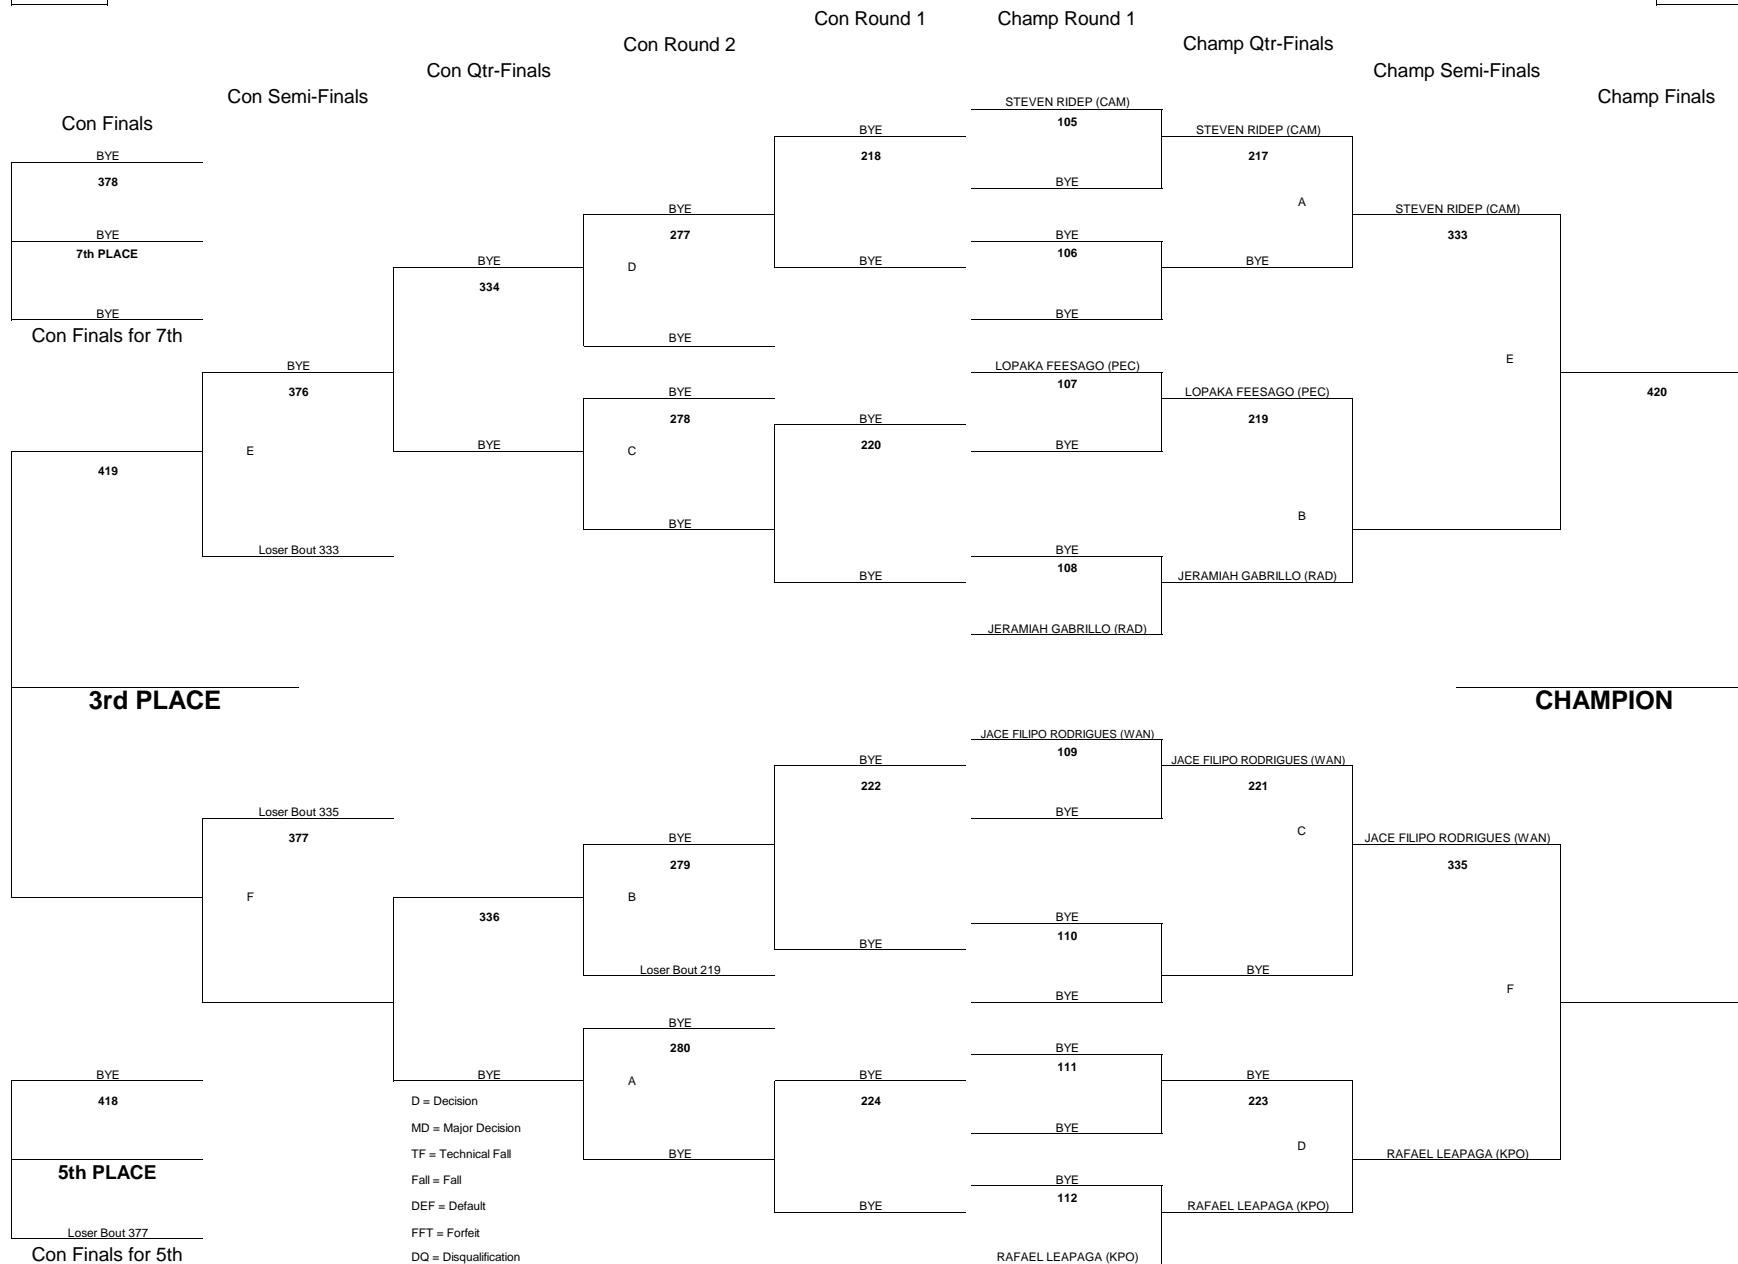 Con Round 1 Champ Round 1
Con Round 2 Champ Qtr-Finals
Con Qtr-Finals Champ Semi-Finals
Con Semi-Finals Champ Finals
STEVEN RIDEP (CAM)
Con Finals 105
BYE STEVEN RIDEP (CAM)
BYE 218 217
378 BYE
A
BYE STEVEN RIDEP (CAM)
277 333
BYE BYE
7th PLACE 106
BYE D BYE BYE
334
BYE BYE
Con Finals for 7th
BYE
E
BYE LOPAKA FEESAGO (PEC)
107
376 BYE LOPAKA FEESAGO (PEC) 420
278 BYE 219
BYE 220 BYE
E C
419
B
BYE
Loser Bout 333 BYE
108
BYE JERAMIAH GABRILLO (RAD)
JERAMIAH GABRILLO (RAD)
3rd PLACE CHAMPION
JACE FILIPO RODRIGUES (WAN)
109
BYE JACE FILIPO RODRIGUES (WAN)
222 221
Loser Bout 335 BYE
C
377 BYE JACE FILIPO RODRIGUES (WAN)
279 335
F B
336 BYE
110
BYE
Loser Bout 219 BYE
F
BYE
BYE
280 BYE
111
BYE BYE A BYE BYE
418 D = Decision 224 223
MD = Major Decision BYE
D
TF = Technical Fall BYE RAFAEL LEAPAGA (KPO)
5th PLACE
Fall = Fall BYE
112
DEF = Default BYE RAFAEL LEAPAGA (KPO)
Loser Bout 377 FFT = Forfeit
Con Finals for 5th DQ = Disqualification RAFAEL LEAPAGA (KPO)